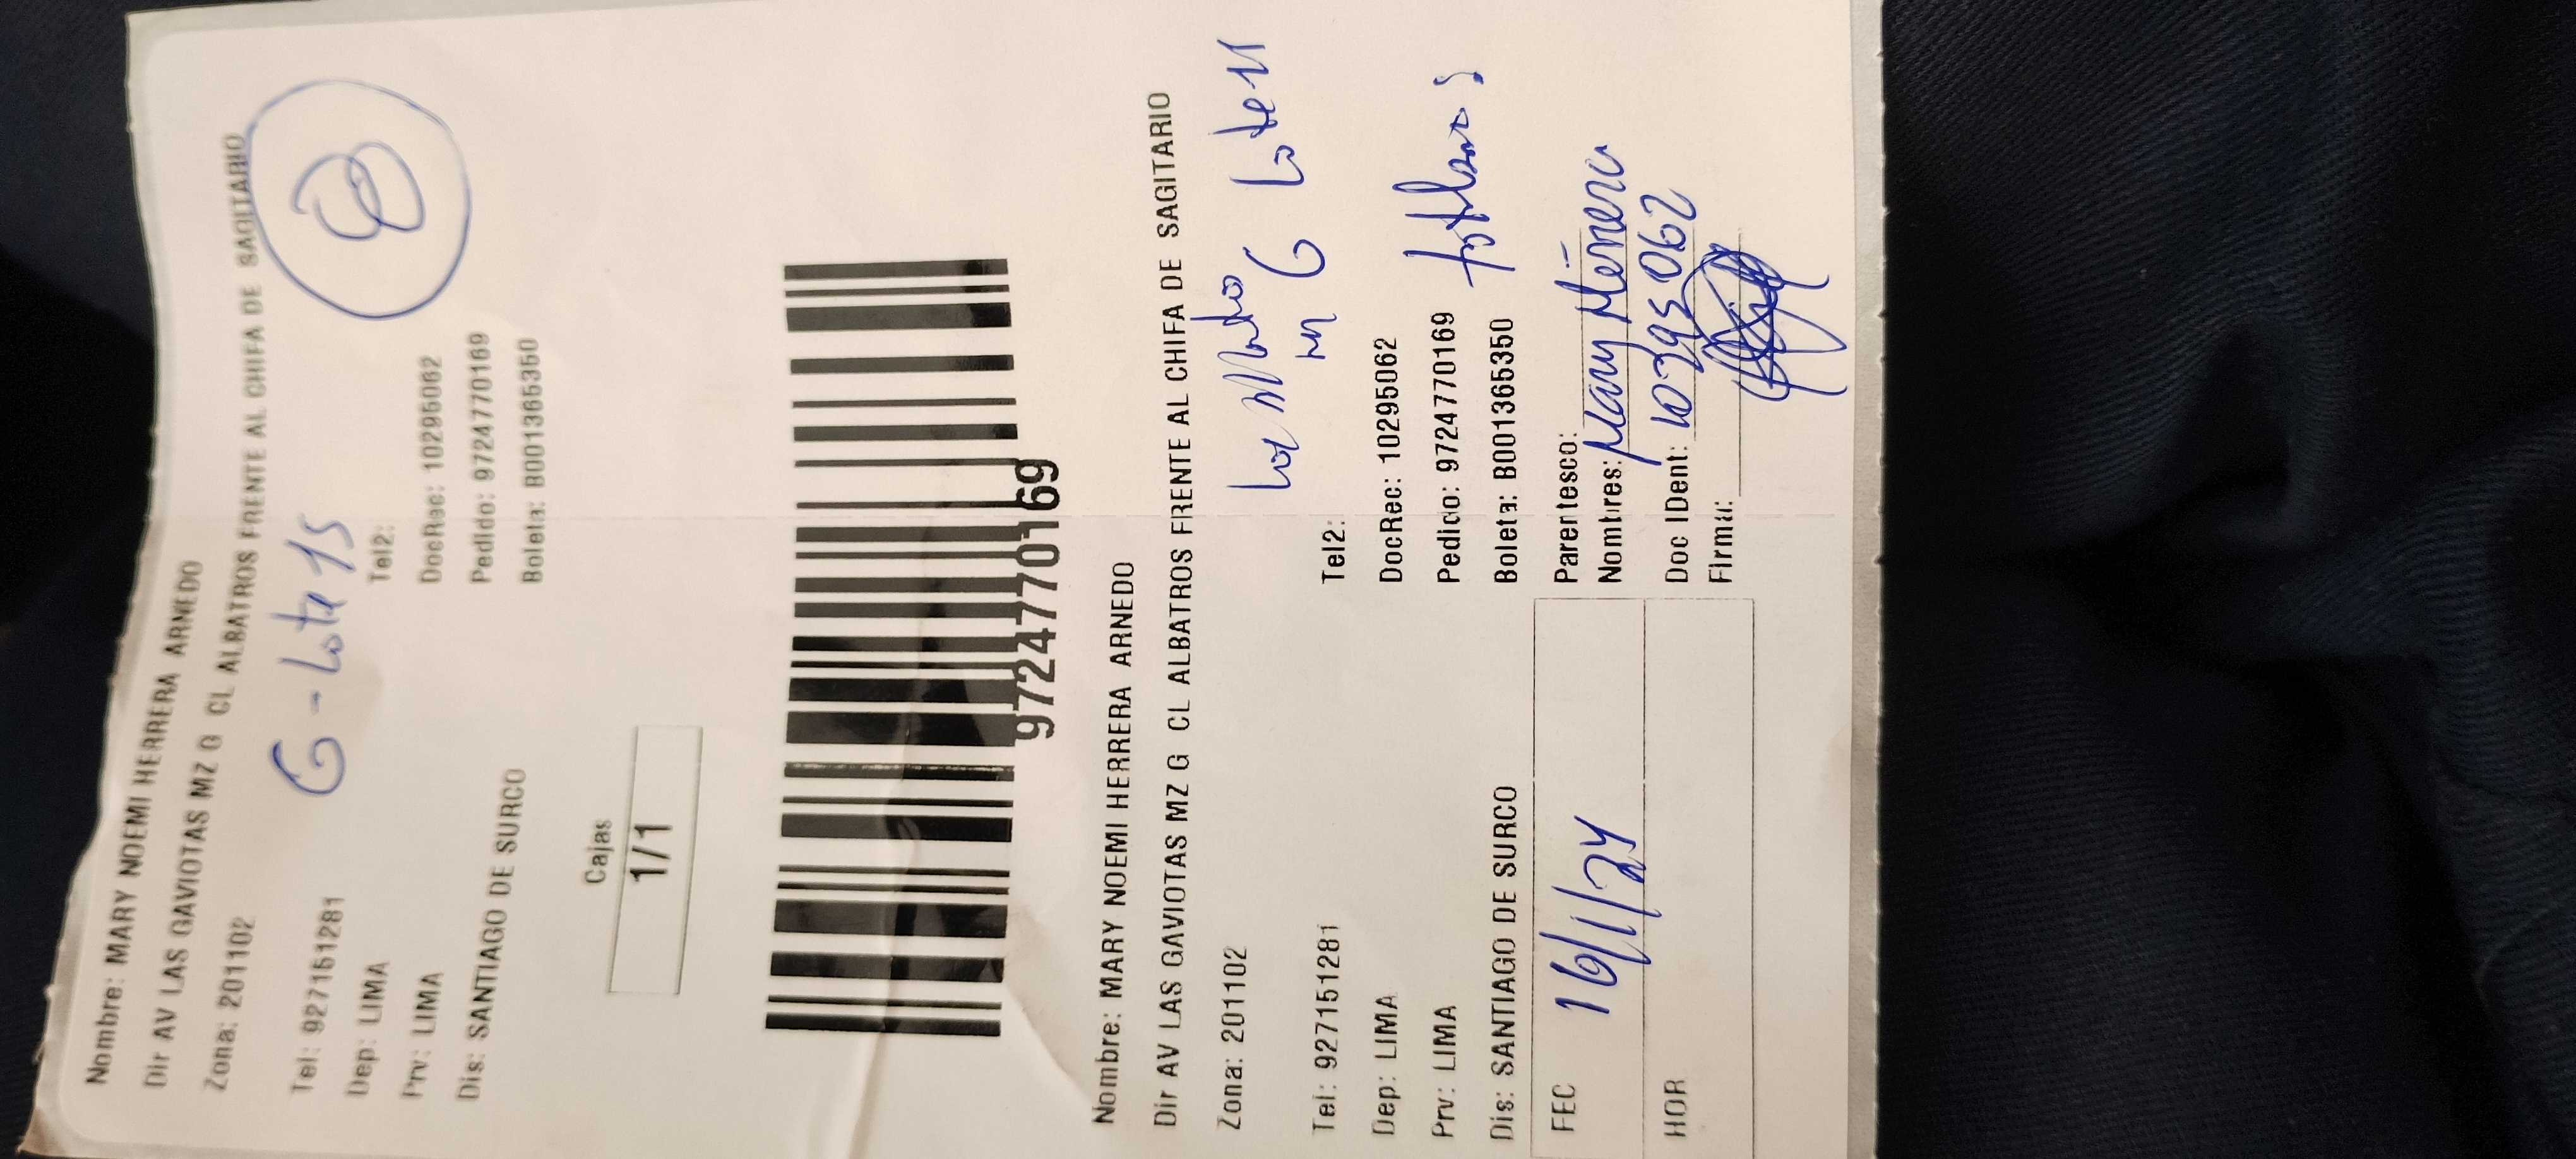 Nombre: MARY NOEMI HERRERA ARNEDO
Dir AV LAS GAVIOTAS MZ G CL ALBATROS FRENTE AL CHIFA DE SAGITARIO
Zona: 201102
G - Lote 15
8
Tel: 927151281 Tel2:
Dep: LIMA DocRec: 10295062
Prv: LIMA Pedido: 9724770169
Dis: SANTIAGO DE SURCO Boleta: B001365350
Cajas
1/1
9724770169
Nombre: MARY NOEMI HERRERA ARNEDO
Dir AV LAS GAVIOTAS MZ G CL ALBATROS FRENTE AL CHIFA DE SAGITARIO
Zona: 201102
G Lote
Tel: 927151281 Tel2:
Dep: LIMA DocRec: 10295062
Prv: LIMA Pedido: 9724770169
Dis: SANTIAGO DE SURCO Boleta: B001365350
FEC 16/1/24 Parentesco:
Nombres: Mary Herrera
HOR Doc IDent: 10295062
Firma: